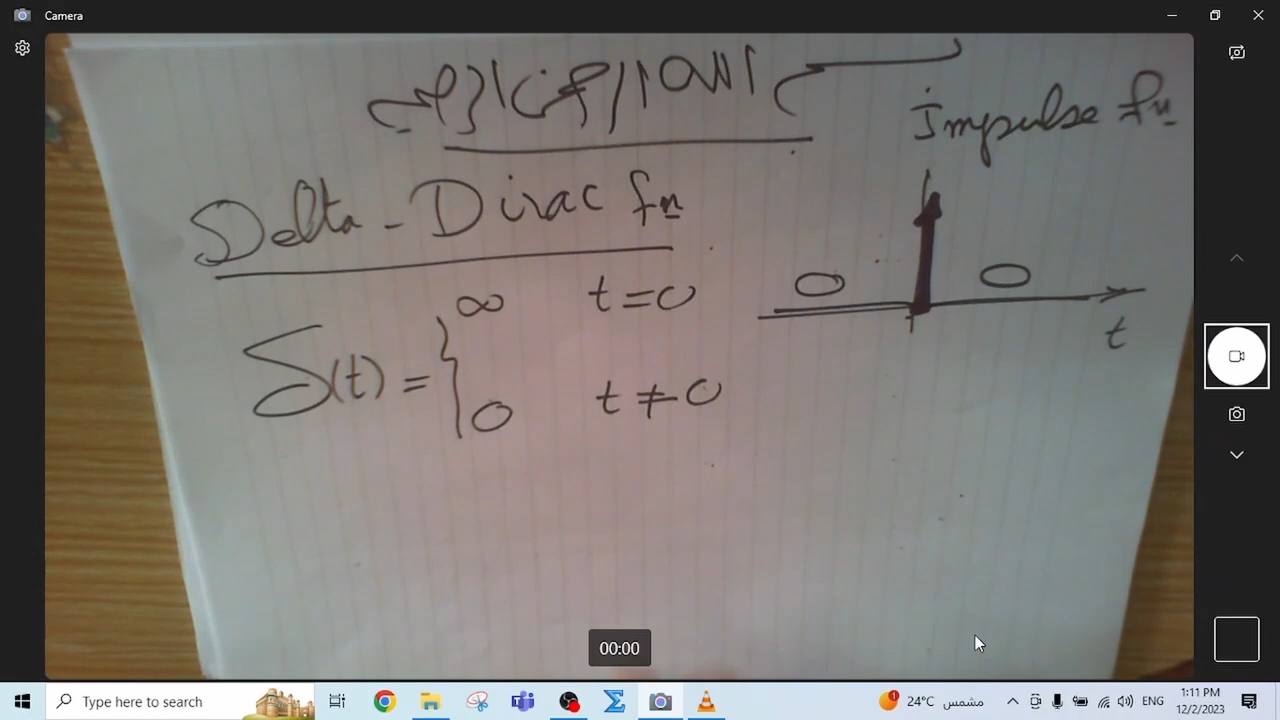 Camera
impulse fn
Delta - Dirac fn
δ(t) = { ∞ t=0
0 t≠0
0 0
t
00:00
Type here to search
1
24°C مشمس
ENG
1:11 PM
12/2/2023